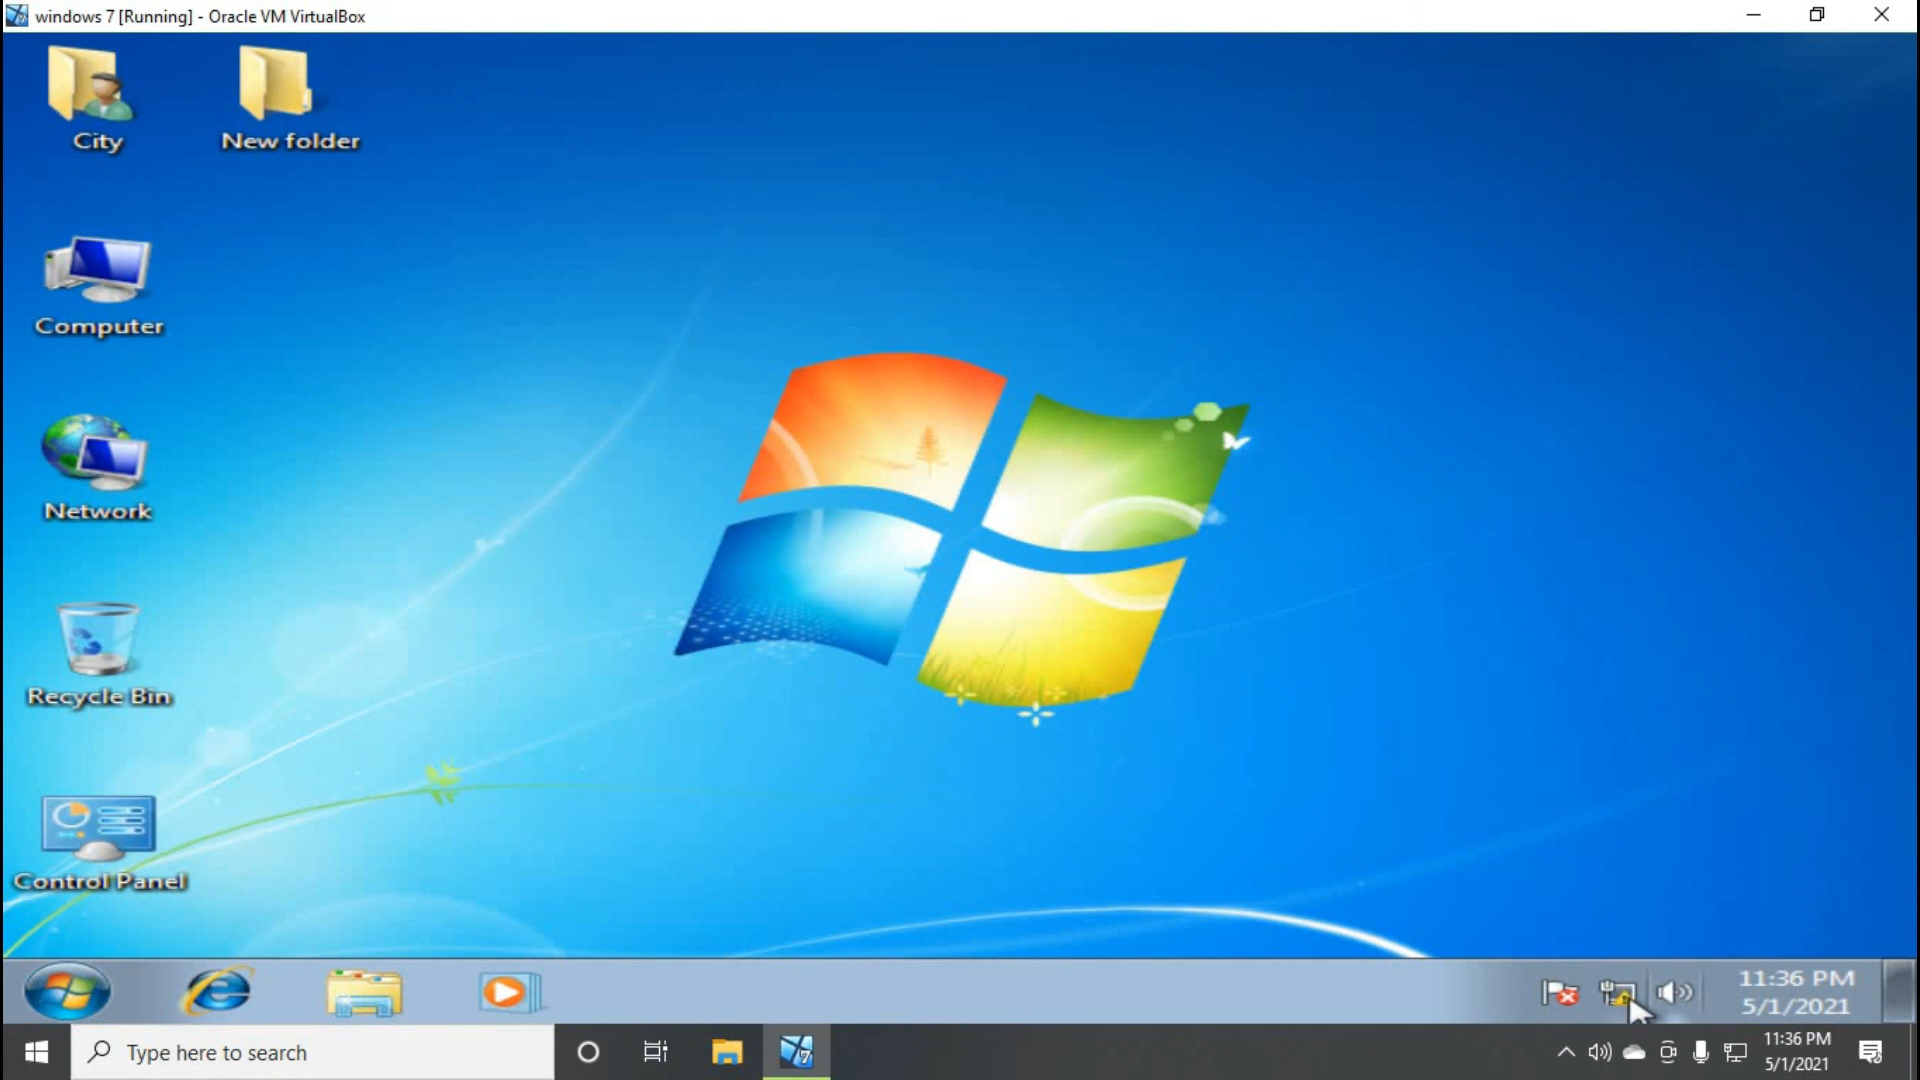 windows 7 [Running] - Oracle VM VirtualBox
City
New folder
Computer
Network
Recycle Bin
Control Panel
11:36 PM
5/1/2021
Type here to search
7
11:36 PM
5/1/2021